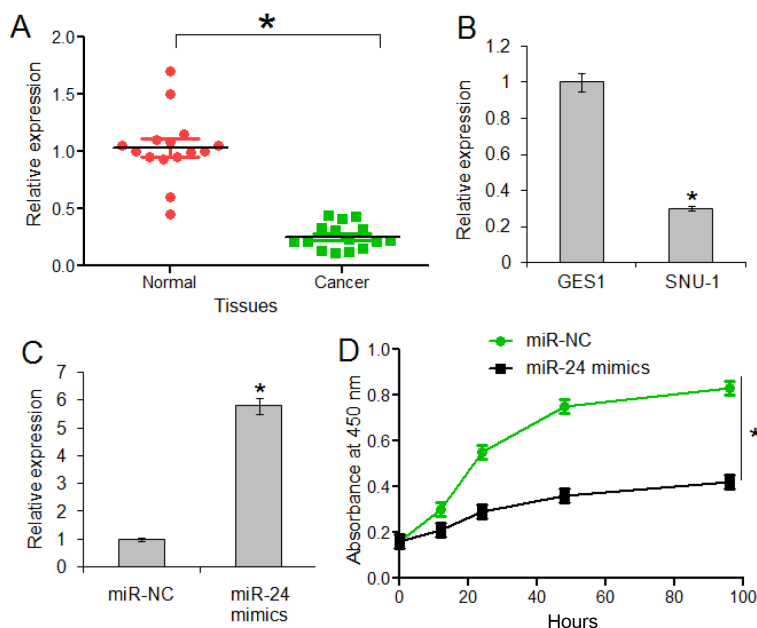 A
*
2.0
1.5
1.0
0.5
0.0
Relative expression
Normal
Cancer
Tissues
B
1.2
1
0.8
0.6
0.4
0.2
0
Relative expression
*
GES1
SNU-1
C
7
6
5
4
3
2
1
0
Relative expression
*
miR-NC
miR-24
mimics
D
miR-NC
miR-24 mimics
1.0
0.8
0.6
0.4
0.2
0.0
Absorbance at 450 nm
*
0
20
40
60
80
100
Hours